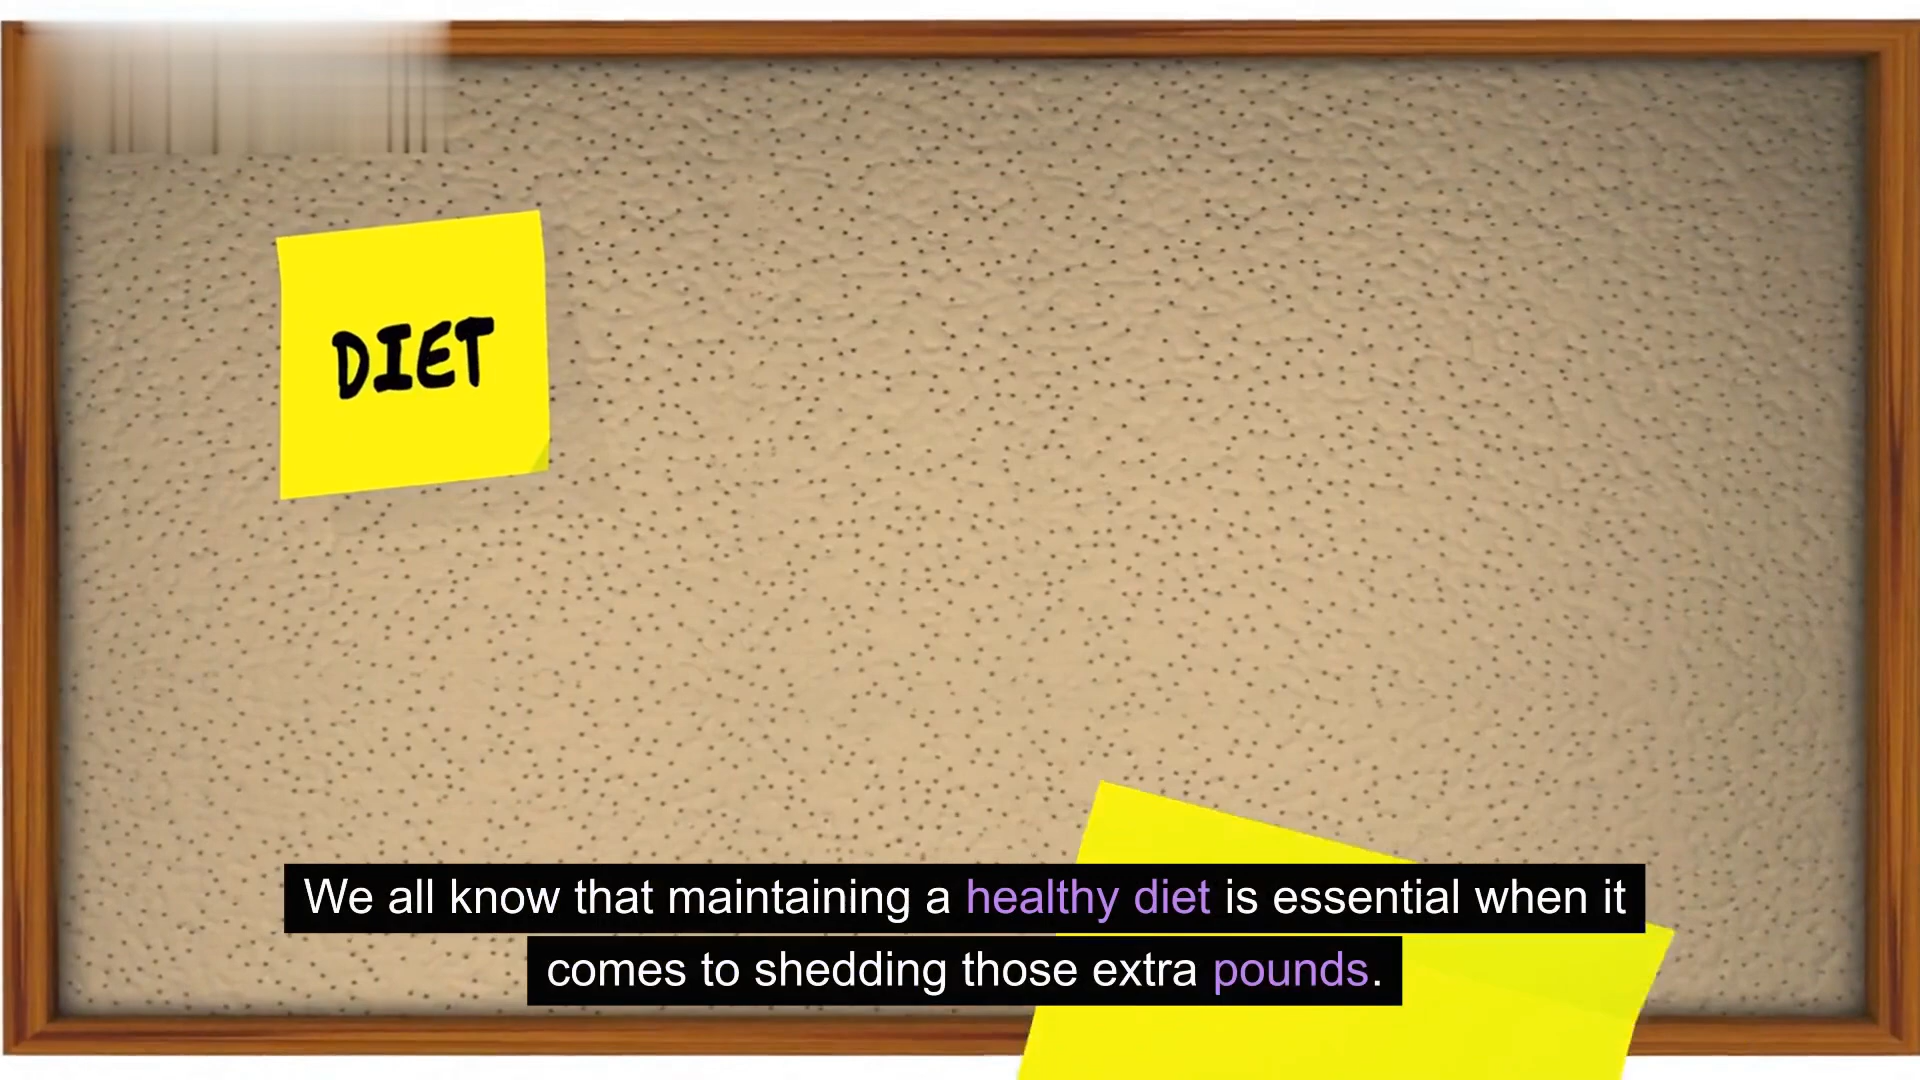 DIET
We all know that maintaining a healthy diet is essential when it
comes to shedding those extra pounds.